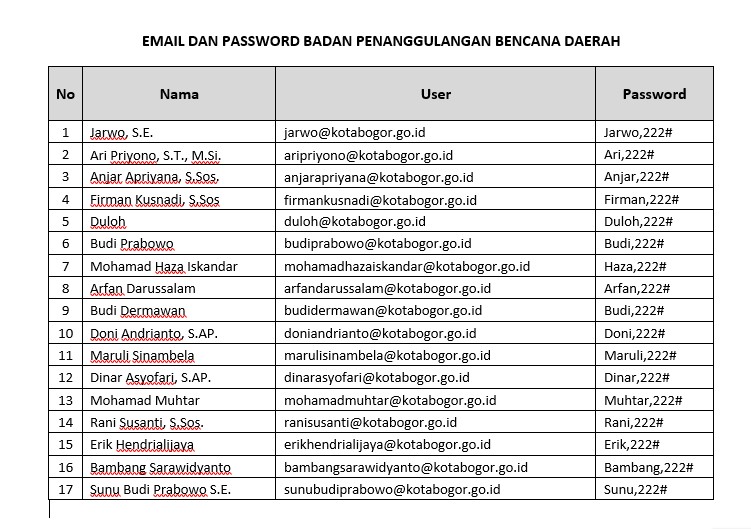 EMAIL DAN PASSWORD BADAN PENANGGULANGAN BENCANA DAERAH
No Nama User Password
1 Jarwo, S.E. jarwo@kotabogor.go.id Jarwo,222#
2 Ari Priyono, S.T., M.Si. aripriyono@kotabogor.go.id Ari,222#
3 Anjar Apriyana, S.Sos. anjarapriyana@kotabogor.go.id Anjar,222#
4 Firman Kusnadi, S.Sos firmankusnadi@kotabogor.go.id Firman,222#
5 Duloh duloh@kotabogor.go.id Duloh,222#
6 Budi Prabowo budiprabowo@kotabogor.go.id Budi,222#
7 Mohamad Haza Iskandar mohamadhazaiskandar@kotabogor.go.id Haza,222#
8 Arfan Darussalam arfandarussalam@kotabogor.go.id Arfan,222#
9 Budi Dermawan budidermawan@kotabogor.go.id Budi,222#
10 Doni Andrianto, S.AP. doniandrianto@kotabogor.go.id Doni,222#
11 Maruli Sinambela marulisinambela@kotabogor.go.id Maruli,222#
12 Dinar Asyofari, S.AP. dinarasyofari@kotabogor.go.id Dinar,222#
13 Mohamad Muhtar mohamadmuhtar@kotabogor.go.id Muhtar,222#
14 Rani Susanti, S.Sos. ranisusanti@kotabogor.go.id Rani,222#
15 Erik Hendrialijaya erikhendrialijaya@kotabogor.go.id Erik,222#
16 Bambang Sarawidyanto bambangsarawidyanto@kotabogor.go.id Bambang,222#
17 Sunu Budi Prabowo S.E. sunubudiprabowo@kotabogor.go.id Sunu,222#